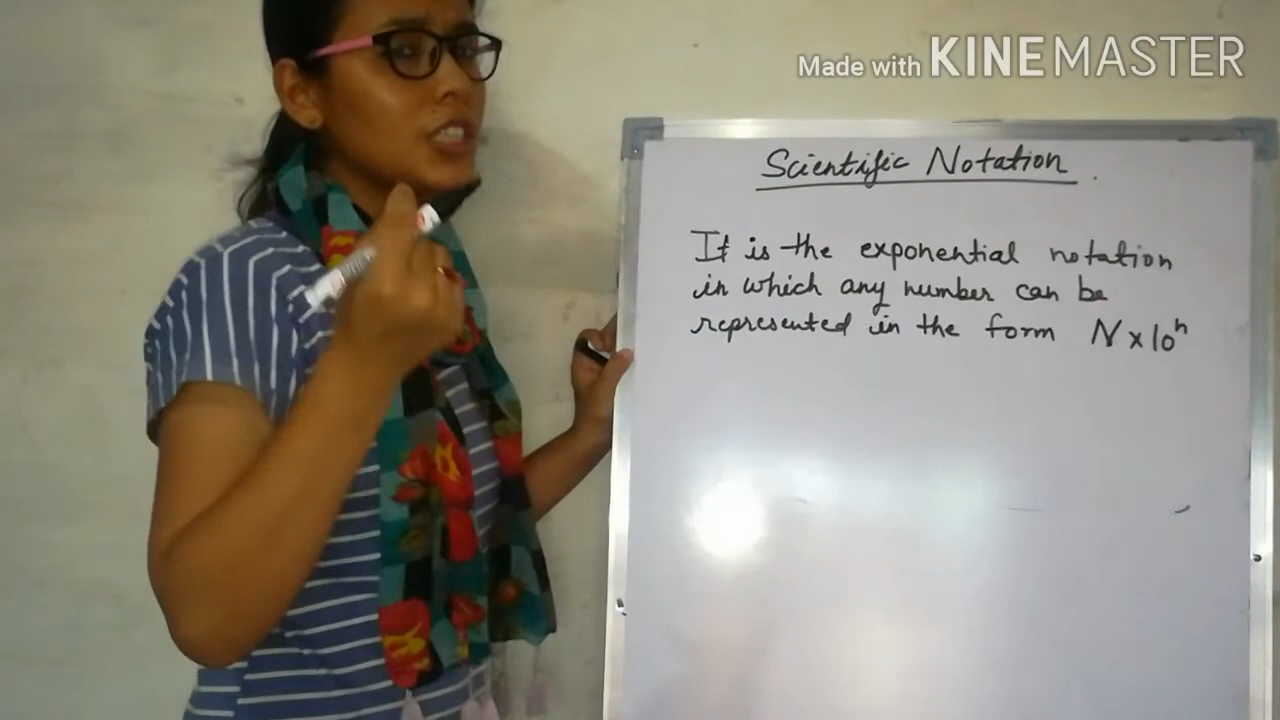 Made with KINEMASTER
Scientific Notation.
It is the exponential notation
in which any number can be
represented in the form N × 10ⁿ